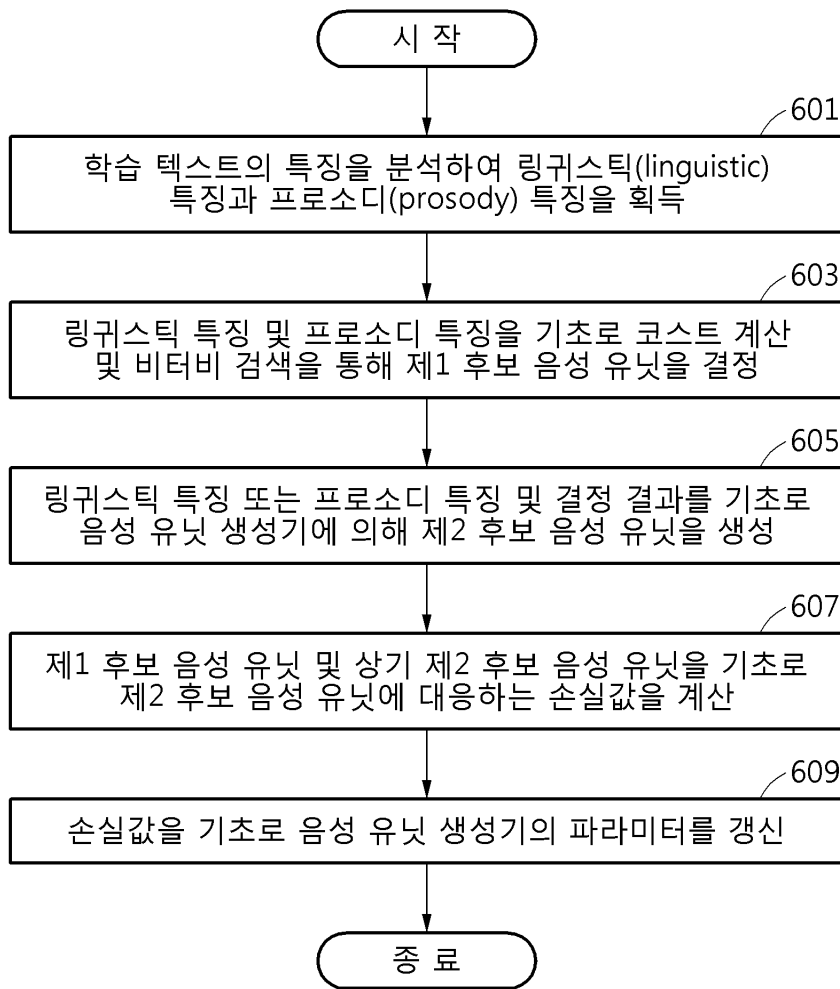 시 작
601
학습 텍스트의 특징을 분석하여 링귀스틱(linguistic)
특징과 프로소디(prosody) 특징을 획득
603
링귀스틱 특징 및 프로소디 특징을 기초로 코스트 계산
및 비터비 검색을 통해 제1 후보 음성 유닛을 결정
605
링귀스틱 특징 또는 프로소디 특징 및 결정 결과를 기초로
음성 유닛 생성기에 의해 제2 후보 음성 유닛을 생성
607
제1 후보 음성 유닛 및 상기 제2 후보 음성 유닛을 기초로
제2 후보 음성 유닛에 대응하는 손실값을 계산
609
손실값을 기초로 음성 유닛 생성기의 파라미터를 갱신
종 료